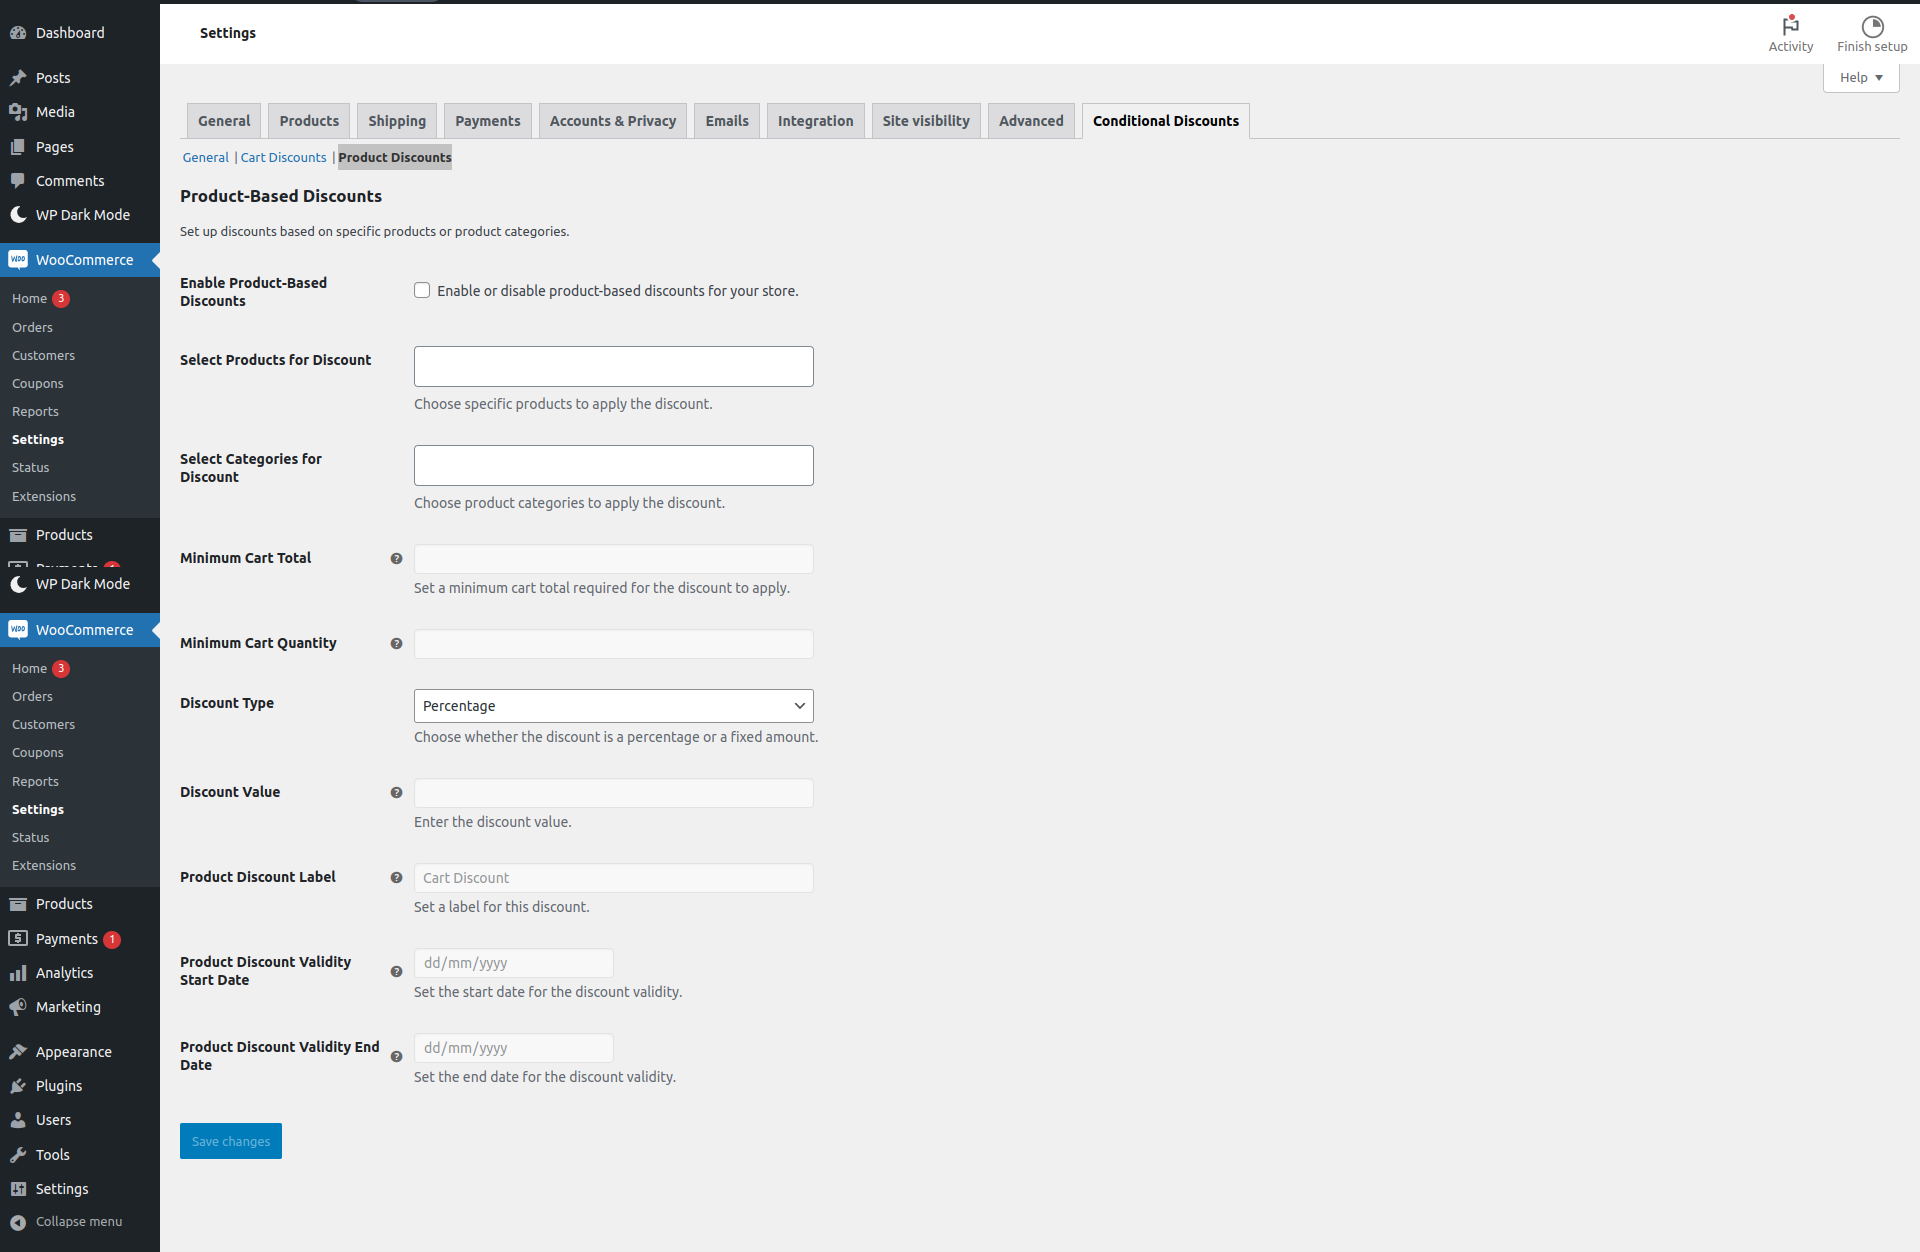 Dashboard
Posts
Media
Pages
Comments
WP Dark Mode
WooCommerce
Home 3
Orders
Customers
Coupons
Reports
Settings
Status
Extensions
Products
WP Dark Mode
WooCommerce
Home 3
Orders
Customers
Coupons
Reports
Settings
Status
Extensions
Products
Payments 1
Analytics
Marketing
Appearance
Plugins
Users
Tools
Settings
Collapse menu
Settings
Activity
Finish setup
Help
General Products Shipping Payments Accounts & Privacy Emails Integration Site visibility Advanced Conditional Discounts
General | Cart Discounts | Product Discounts
Product-Based Discounts
Set up discounts based on specific products or product categories.
Enable Product-Based
Discounts
Enable or disable product-based discounts for your store.
Select Products for Discount
Choose specific products to apply the discount.
Select Categories for
Discount
Choose product categories to apply the discount.
Minimum Cart Total
Set a minimum cart total required for the discount to apply.
Minimum Cart Quantity
Discount Type
Percentage
Choose whether the discount is a percentage or a fixed amount.
Discount Value
Enter the discount value.
Product Discount Label
Cart Discount
Set a label for this discount.
Product Discount Validity
Start Date
dd/mm/yyyy
Set the start date for the discount validity.
Product Discount Validity End
Date
dd/mm/yyyy
Set the end date for the discount validity.
Save changes